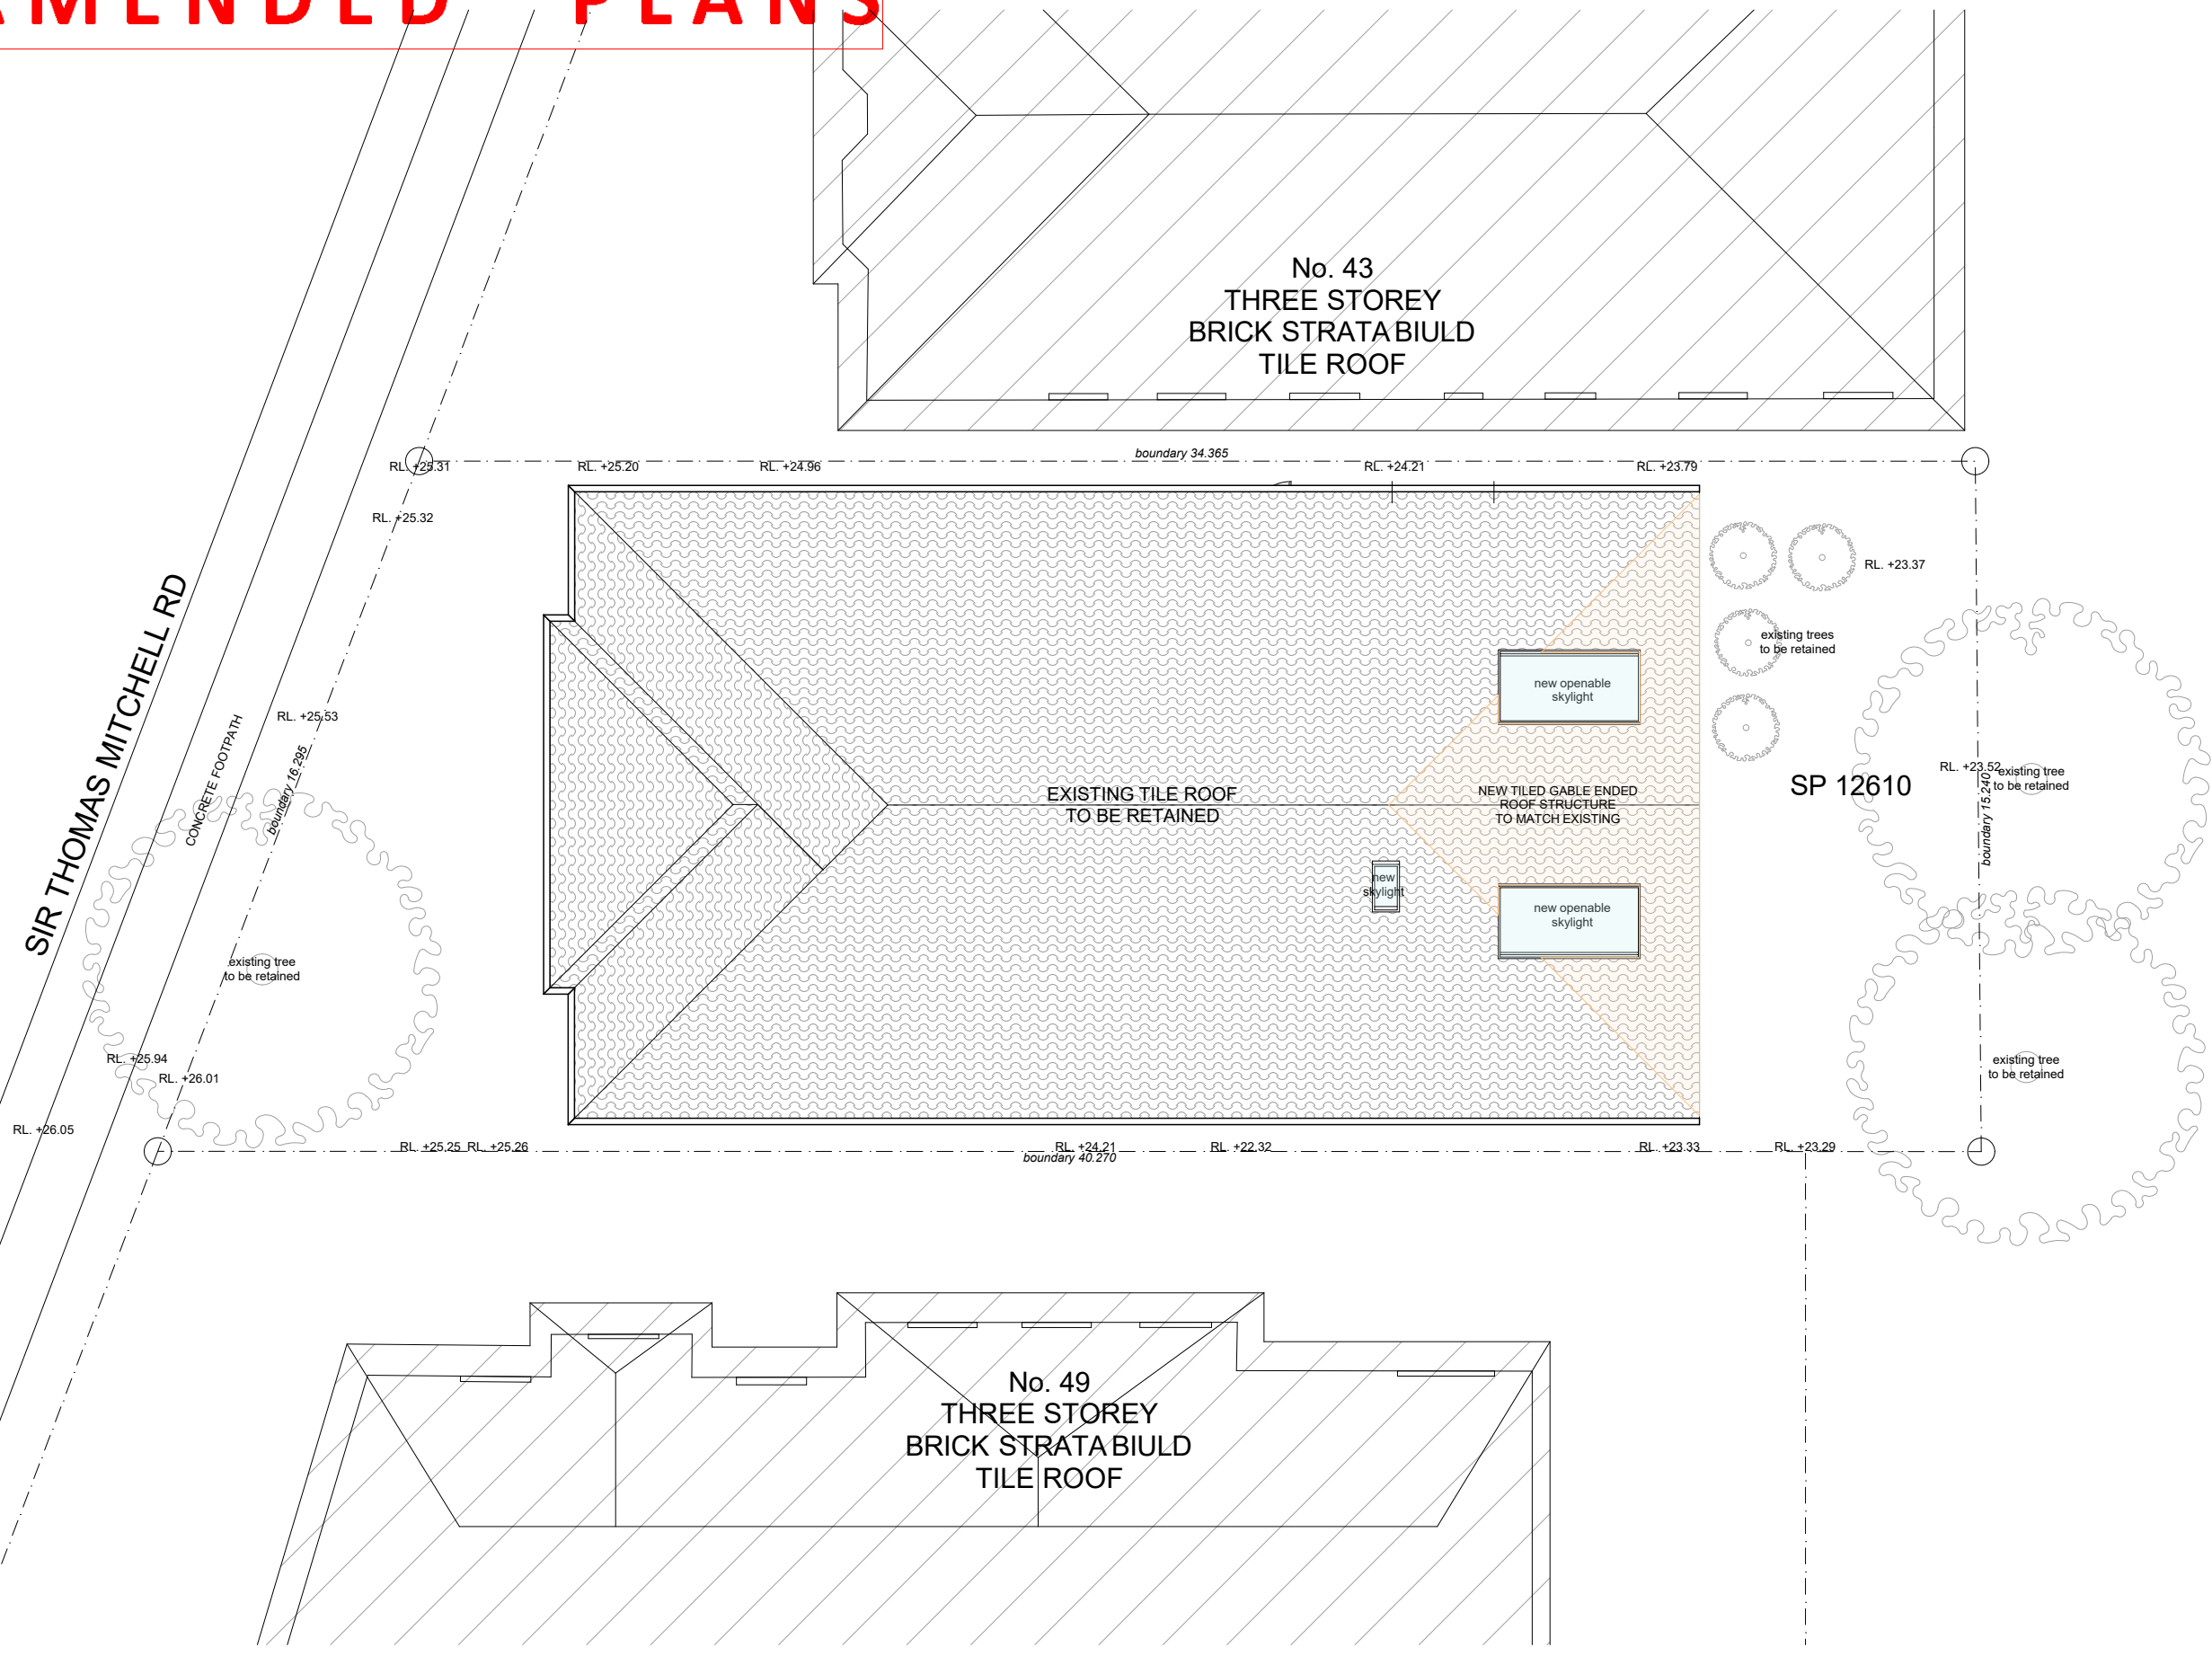 AMENDED PLANS
No. 43
THREE STOREY
BRICK STRATA BIULD
TILE ROOF
boundary 34.365
RL. +25.31
RL. +25.20
RL. +24.96
RL. +24.21
RL. +23.79
RL. +25.32
RL. +23.37
SIR THOMAS MITCHELL RD
CONCRETE FOOTPATH
RL. +25.53
boundary 16.295
existing trees
to be retained
new openable
skylight
EXISTING TILE ROOF
TO BE RETAINED
NEW TILED GABLE ENDED
ROOF STRUCTURE
TO MATCH EXISTING
SP 12610
RL. +23.52
existing tree
to be retained
boundary 15.240
new
skylight
new openable
skylight
existing tree
to be retained
RL. +25.94
RL. +26.01
RL. +26.05
existing tree
to be retained
RL. +25.25
RL. +25.26
RL. +24.21
RL. +22.32
RL. +23.33
RL. +23.29
boundary 40.270
No. 49
THREE STOREY
BRICK STRATA BIULD
TILE ROOF